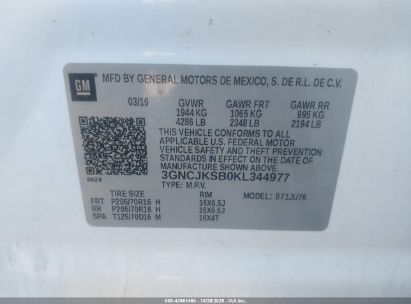 GM
MFD BY GENERAL MOTORS DE MEXICO, S. DE R.L. DE C.V.
03/19 GVWR GAWR FRT GAWR RR
1944 KG 1065 KG 995 KG
4286 LB 2348 LB 2194 LB
THIS VEHICLE CONFORMS TO ALL
APPLICABLE U.S. FEDERAL MOTOR
VEHICLE SAFETY AND THEFT
PREVENTION STANDARDS IN
EFFECT ON THE DATE OF
MANUFACTURE SHOWN ABOVE.
3GNCJKSB0KL344977
TYPE: M.P.V.
MODEL: 071JU76
TIRE SIZE RIM
FRT P205/70R16 H 16X6.5J
RR P205/70R16 H 16X6.5J
SPA T125/70D16 M 16X4T